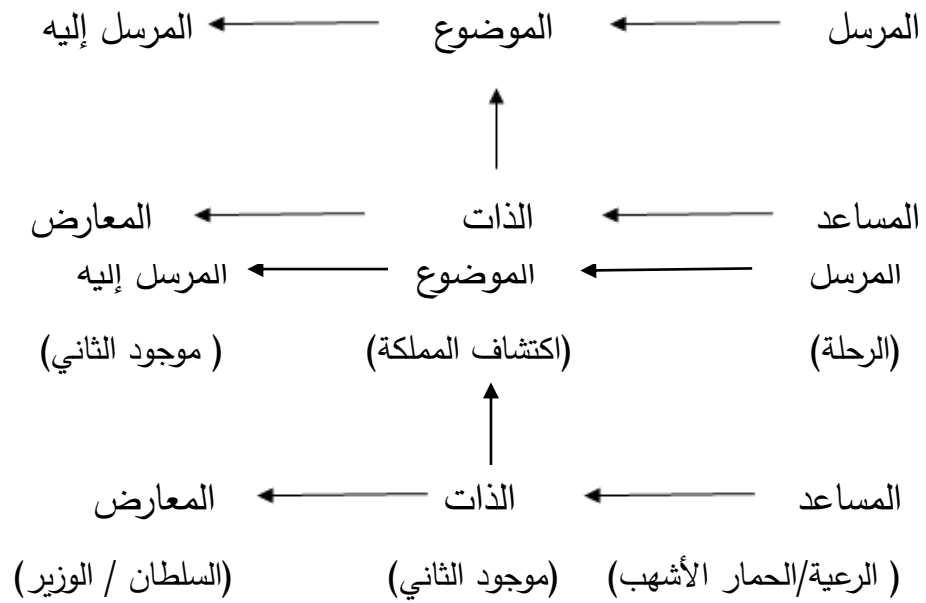 المرسل الموضوع المرسل إليه
المساعد الذات المعارض
المرسل الموضوع المرسل إليه
(الرحلة) (اكتشاف المملكة) ( موجود الثاني)
المساعد الذات المعارض
( الرعية/الحمار الأشهب) (موجود الثاني) (السلطان / الوزير)